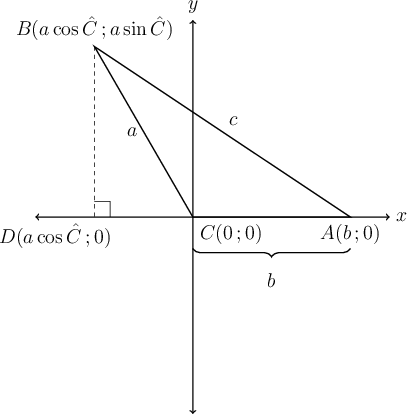 y
B(a cos Ĉ ; a sin Ĉ)
c
a
x
D(a cos Ĉ ; 0)
C(0 ; 0)
A(b ; 0)
b